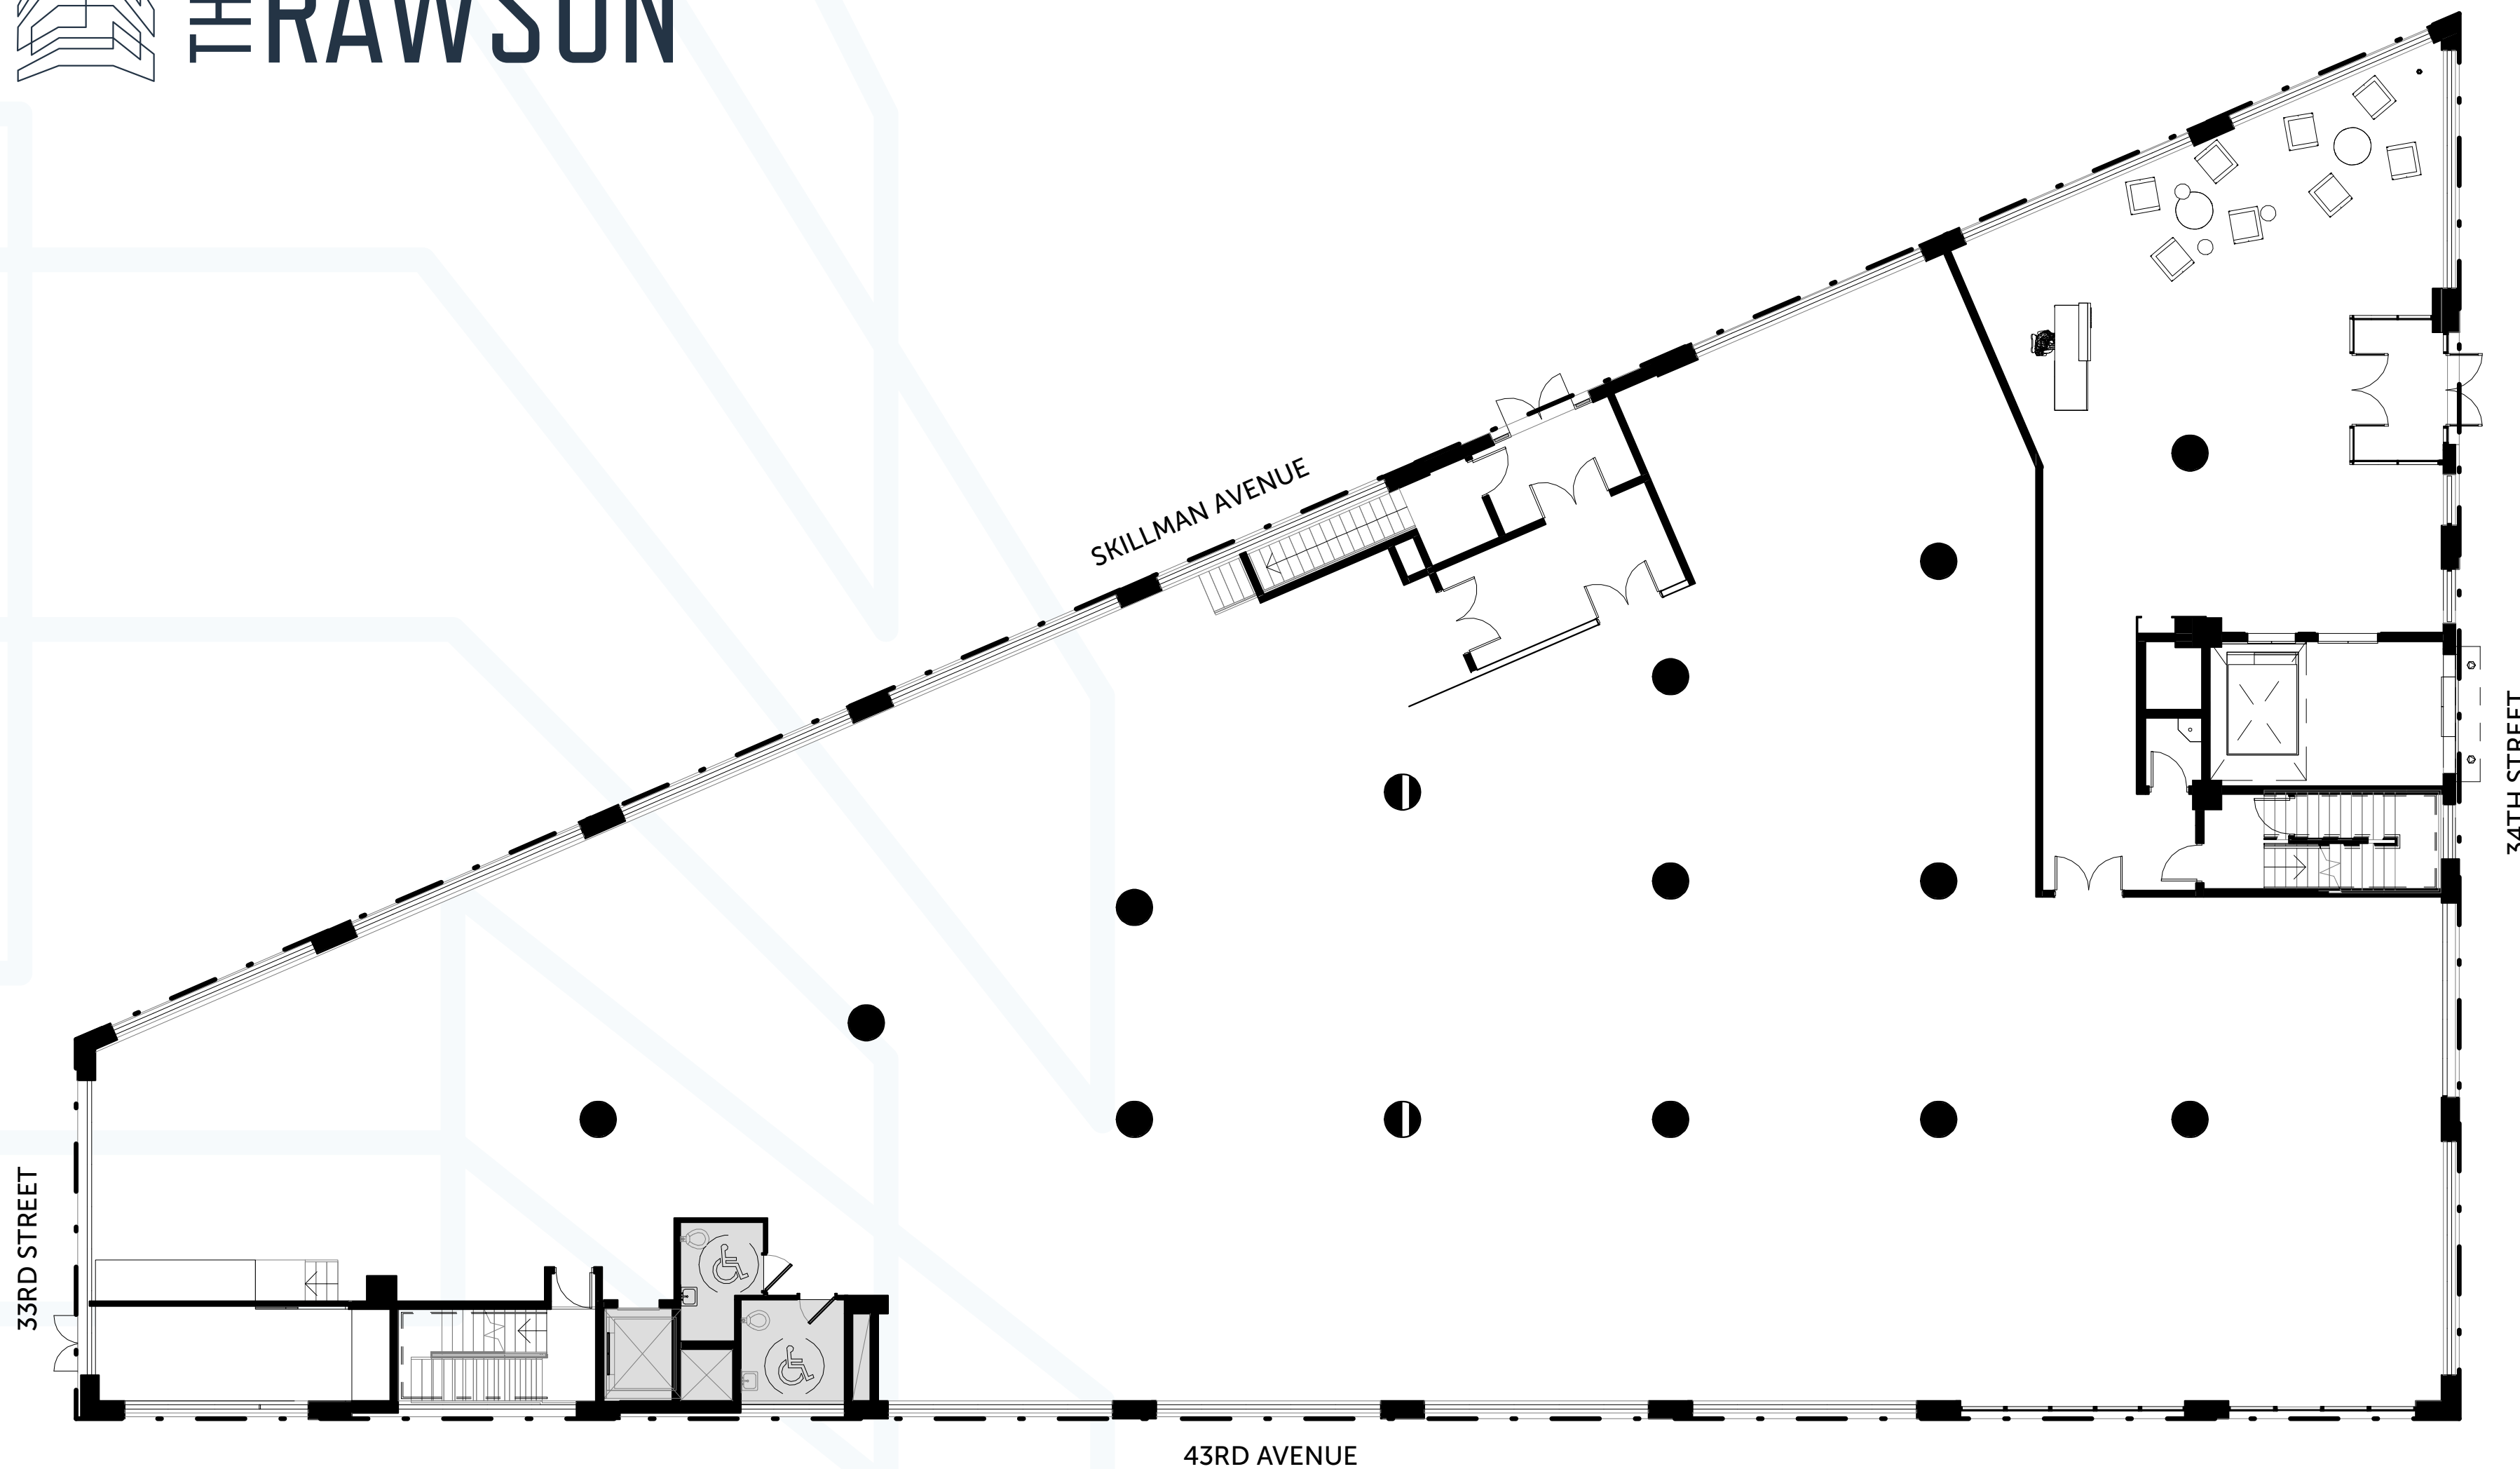 THE RAWSON
SKILLMAN AVENUE
34TH STREET
33RD STREET
43RD AVENUE